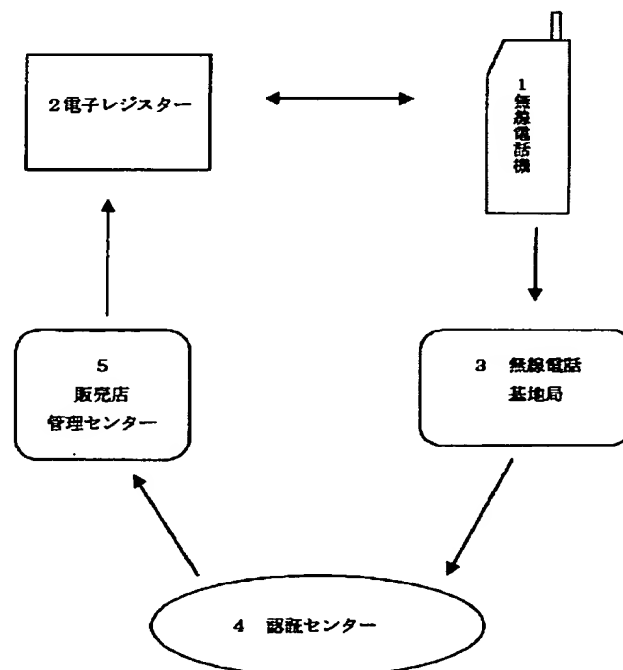 2電子レジスター
1
無線電話機
5
販売店
管理センター
3 無線電話
基地局
4 認証センター